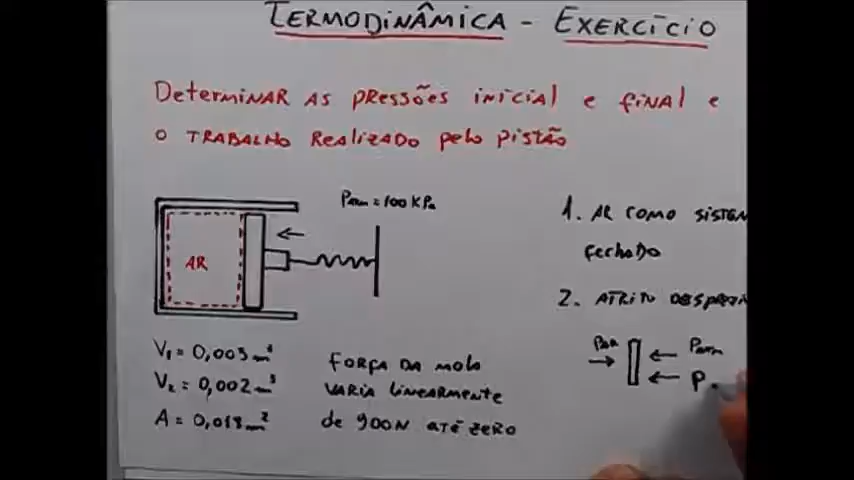 TERMODINÂMICA - EXERCÍCIO
DETERMINAR AS PRESSÕES INICIAL E FINAL E
O TRABALHO REALIZADO PELO PISTÃO
PATM = 100 KPa
AR
V1 = 0,003 m³
V2 = 0,002 m³
A = 0,018 m²
FORÇA DA MOLA
VARIA LINEARMENTE
DE 900N ATÉ ZERO
1. AR COMO SISTEM
FECHADO
2. ATRITO
PAR
PATM
P